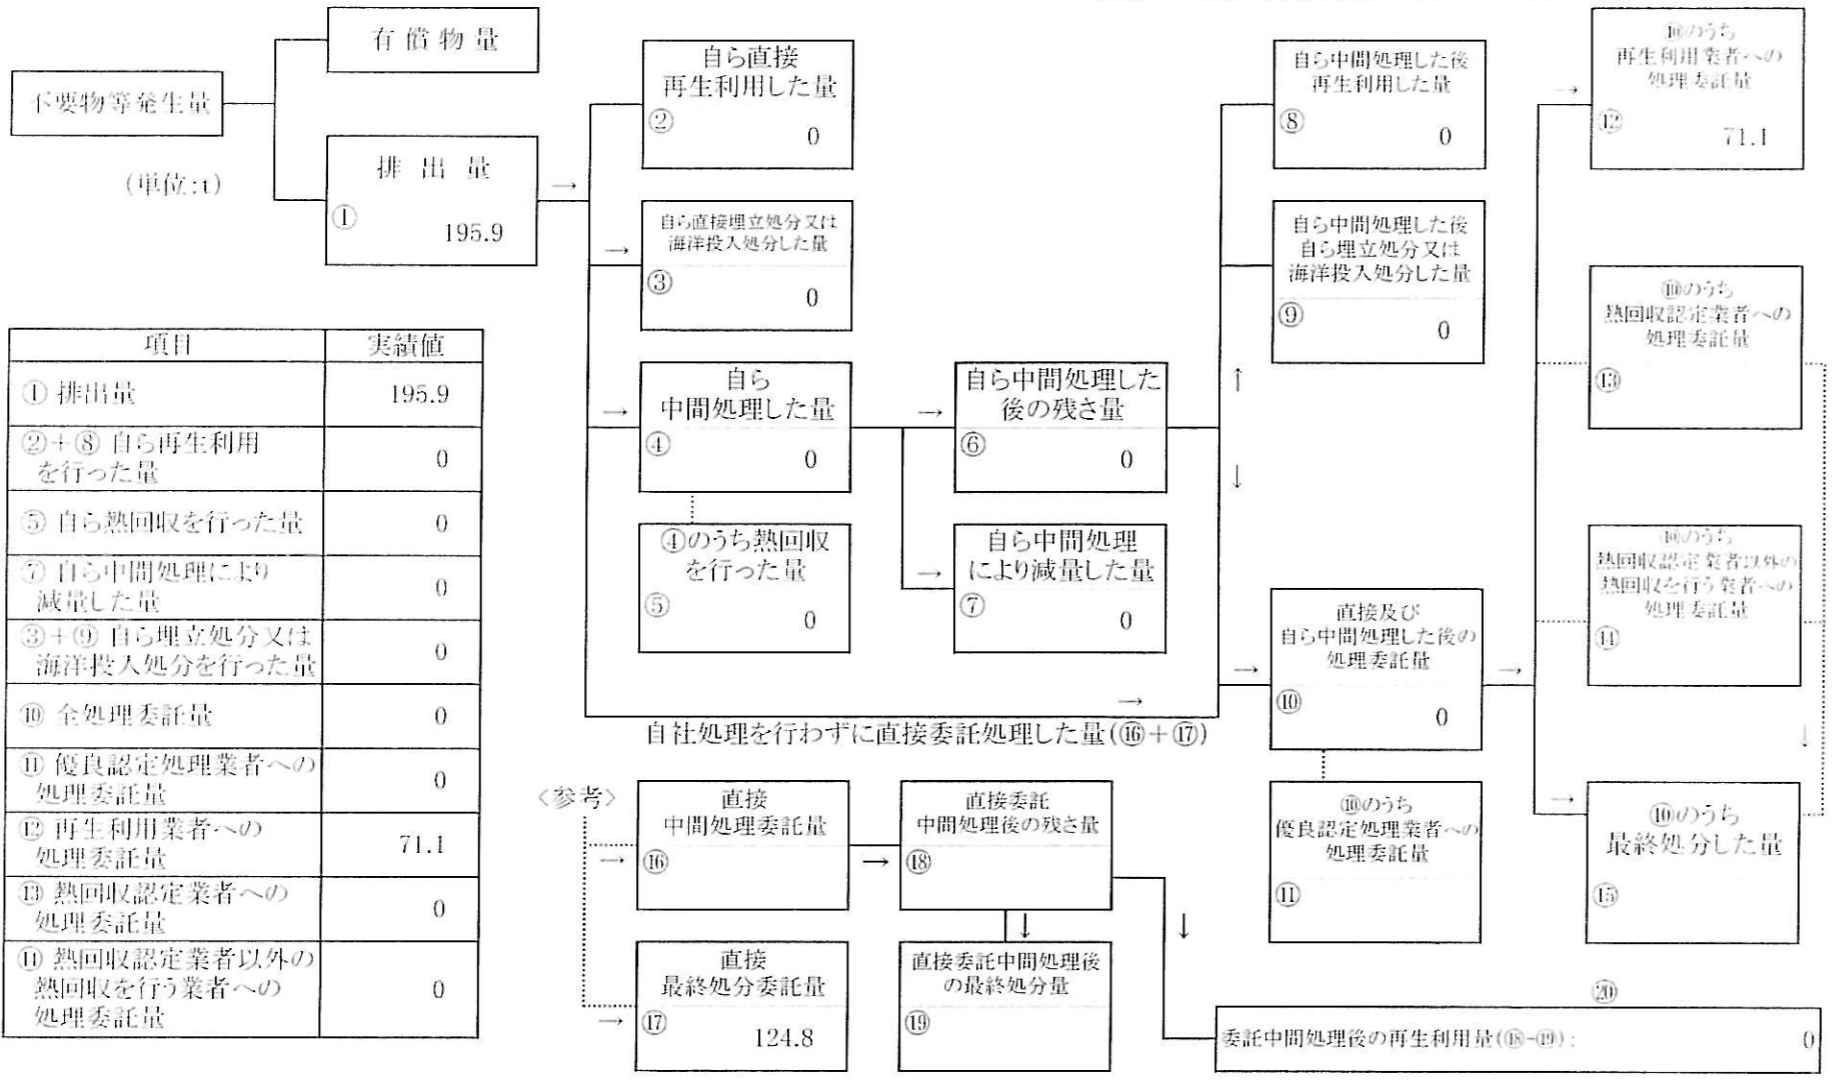 不要物等発生量
(単位:t)
有償物量
排出量
①
195.9
自ら直接
再生利用した量
②
0
自ら直接埋立処分又は
海洋投入処分した量
③
0
自ら
中間処理した量
④
0
④のうち熱回収
を行った量
⑤
0
自ら中間処理した
後の残さ量
⑥
0
自ら中間処理
により減量した量
⑦
0
自ら中間処理した後
再生利用した量
⑧
0
自ら中間処理した後
自ら埋立処分又は
海洋投入処分した量
⑨
0
直接及び
自ら中間処理した後の
処理委託量
⑩
0
⑩のうち
優良認定処理業者への
処理委託量
⑪
⑩のうち
再生利用業者への
処理委託量
⑫
71.1
⑩のうち
熱回収認定業者への
処理委託量
⑬
⑩のうち
熱回収認定業者以外の
熱回収を行う業者への
処理委託量
⑭
⑩のうち
最終処分した量
⑮
自社処理を行わずに直接委託処理した量(⑯+⑰)
〈参考〉
直接
中間処理委託量
⑯
直接
最終処分委託量
⑰
124.8
直接委託
中間処理後の残さ量
⑱
直接委託中間処理後
の最終処分量
⑲
⑳
委託中間処理後の再生利用量(⑱-⑲): 0
項目 実績値
① 排出量 195.9
②+⑧ 自ら再生利用
を行った量 0
⑤ 自ら熱回収を行った量 0
⑦ 自ら中間処理により
減量した量 0
③+⑨ 自ら埋立処分又は
海洋投入処分を行った量 0
⑩ 全処理委託量 0
⑪ 優良認定処理業者への
処理委託量 0
⑫ 再生利用業者への
処理委託量 71.1
⑬ 熱回収認定業者への
処理委託量 0
⑭ 熱回収認定業者以外の
熱回収を行う業者への
処理委託量 0